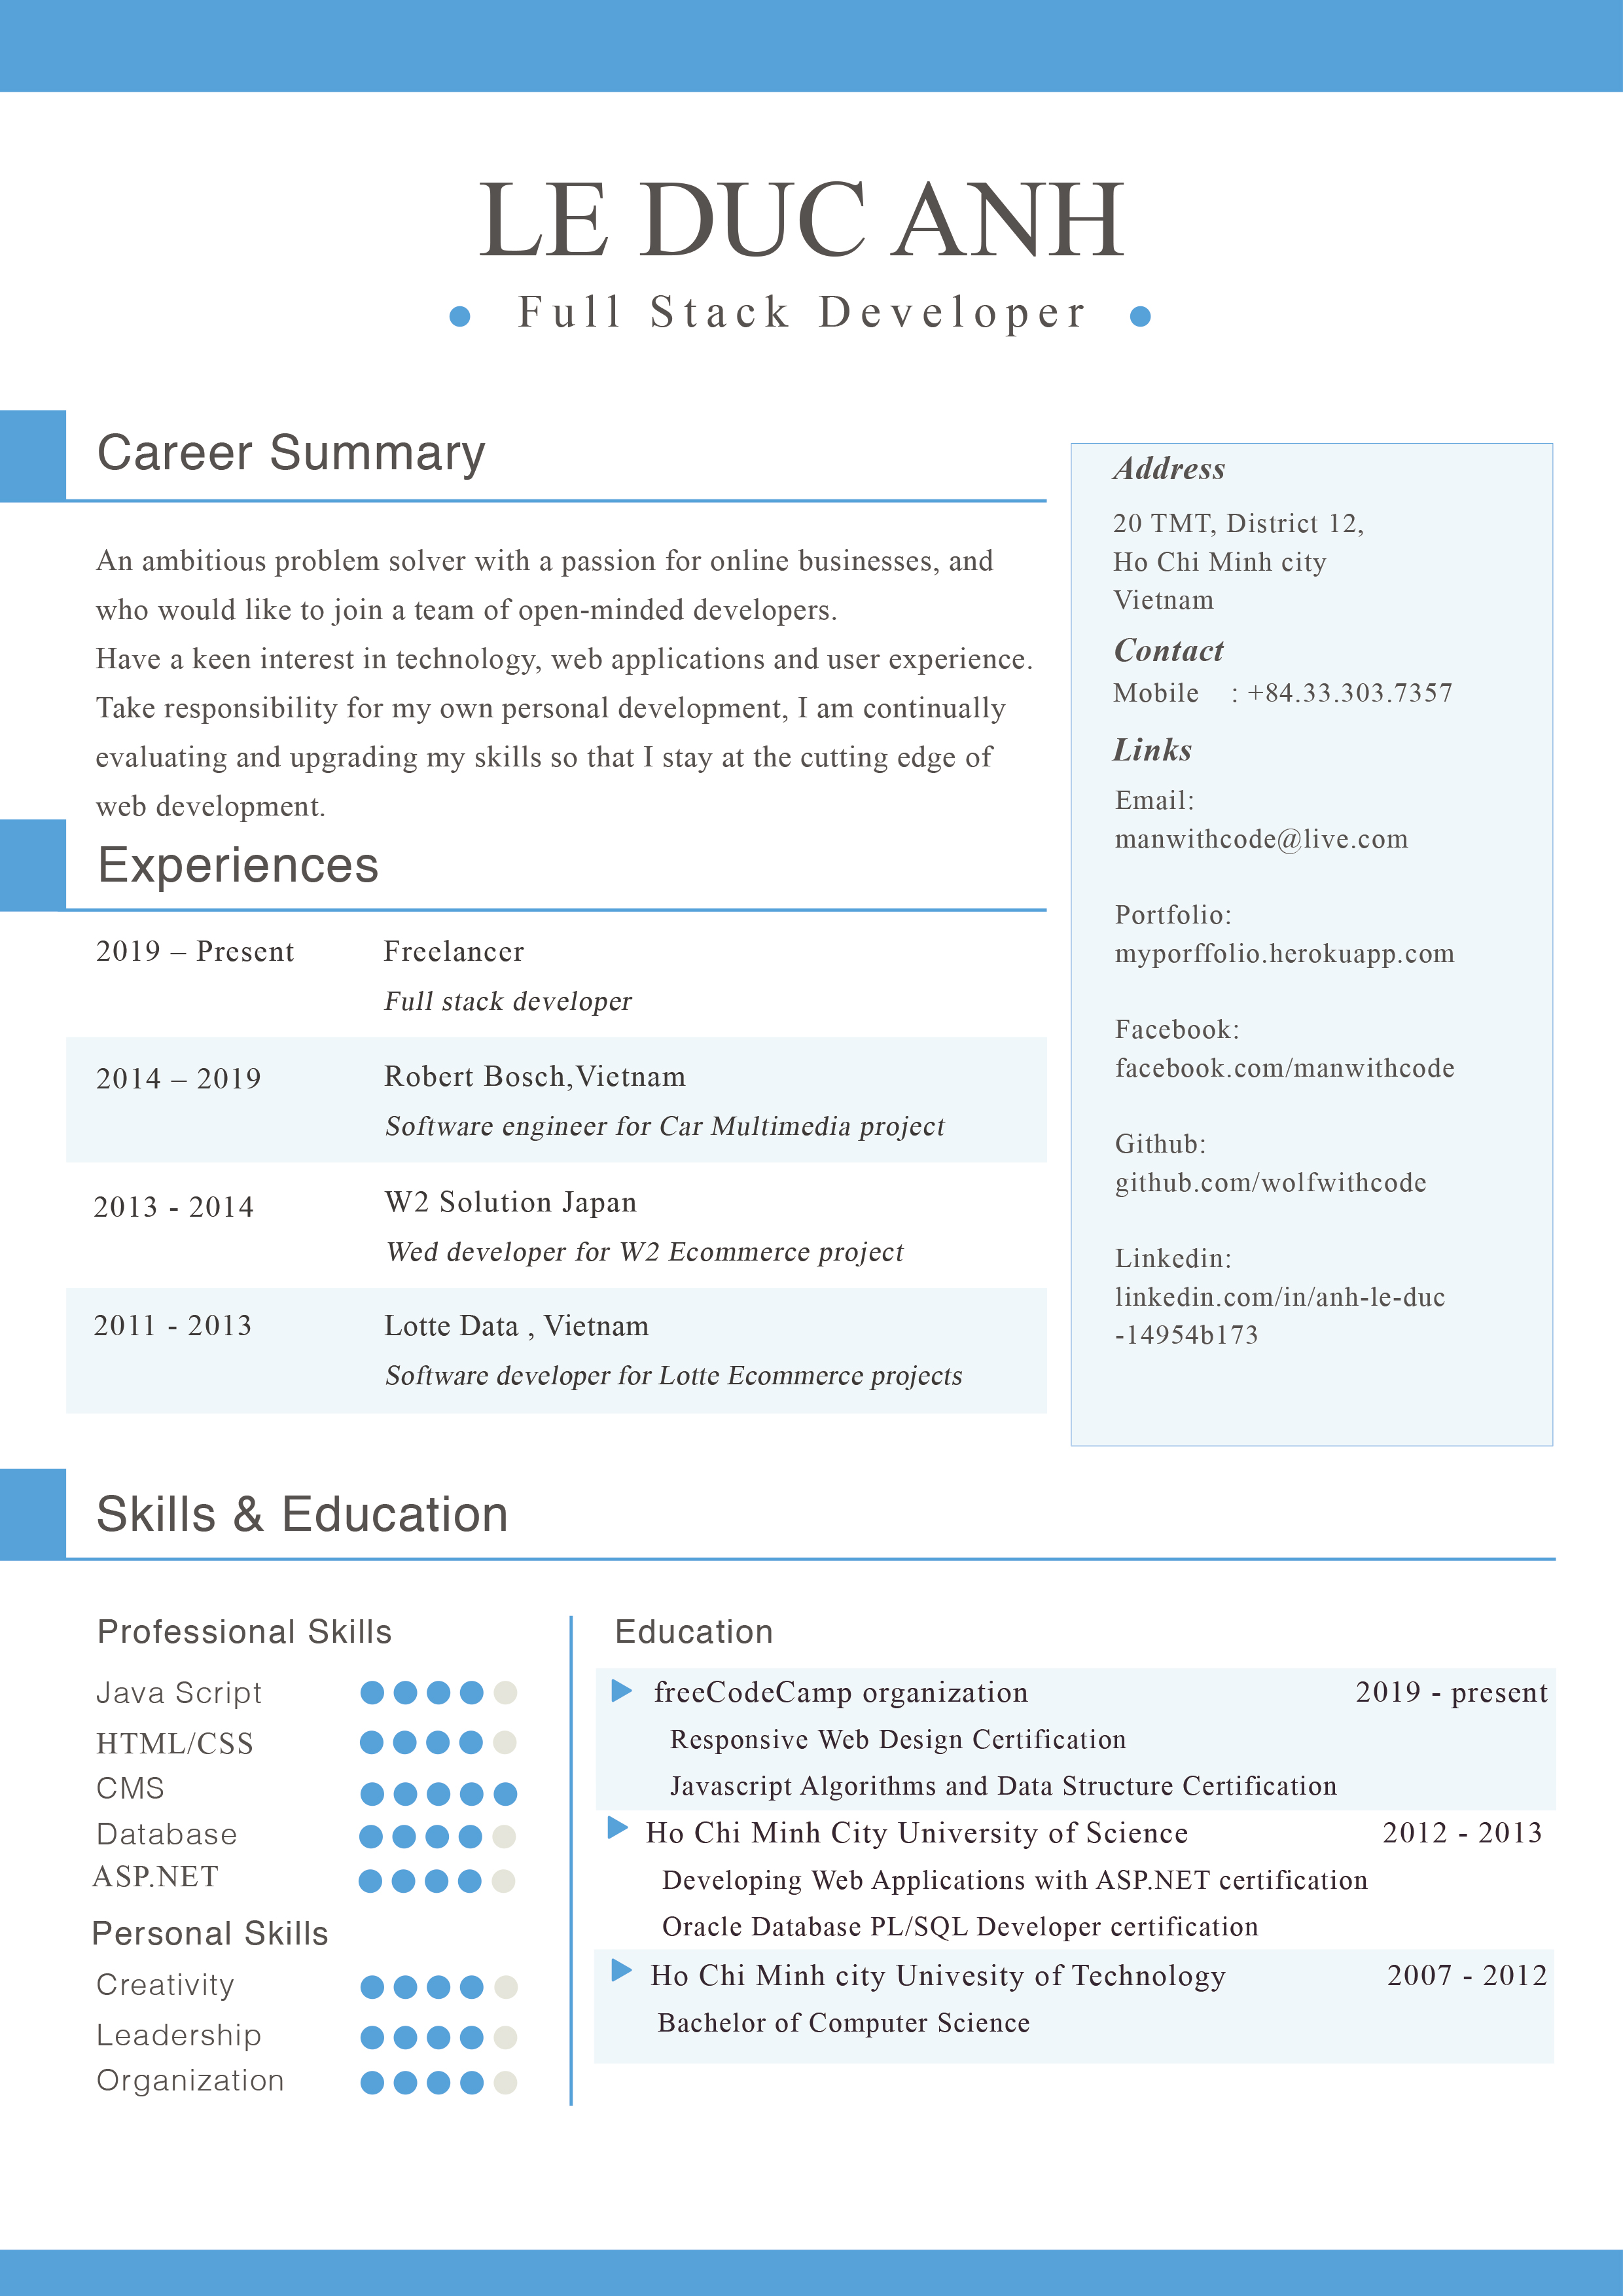 LE DUC ANH
Full Stack Developer
Career Summary
An ambitious problem solver with a passion for online businesses, and
who would like to join a team of open-minded developers.
Have a keen interest in technology, web applications and user experience.
Take responsibility for my own personal development, I am continually
evaluating and upgrading my skills so that I stay at the cutting edge of
web development.
Experiences
2019 – Present Freelancer
Full stack developer
2014 – 2019 Robert Bosch,Vietnam
Software engineer for Car Multimedia project
2013 - 2014 W2 Solution Japan
Wed developer for W2 Ecommerce project
2011 - 2013 Lotte Data , Vietnam
Software developer for Lotte Ecommerce projects
Address
20 TMT, District 12,
Ho Chi Minh city
Vietnam
Contact
Mobile : +84.33.303.7357
Links
Email:
manwithcode@live.com
Portfolio:
myporffolio.herokuapp.com
Facebook:
facebook.com/manwithcode
Github:
github.com/wolfwithcode
Linkedin:
linkedin.com/in/anh-le-duc
-14954b173
Skills & Education
Professional Skills
Java Script
HTML/CSS
CMS
Database
ASP.NET
Personal Skills
Creativity
Leadership
Organization
Education
freeCodeCamp organization 2019 - present
Responsive Web Design Certification
Javascript Algorithms and Data Structure Certification
Ho Chi Minh City University of Science 2012 - 2013
Developing Web Applications with ASP.NET certification
Oracle Database PL/SQL Developer certification
Ho Chi Minh city Univesity of Technology 2007 - 2012
Bachelor of Computer Science